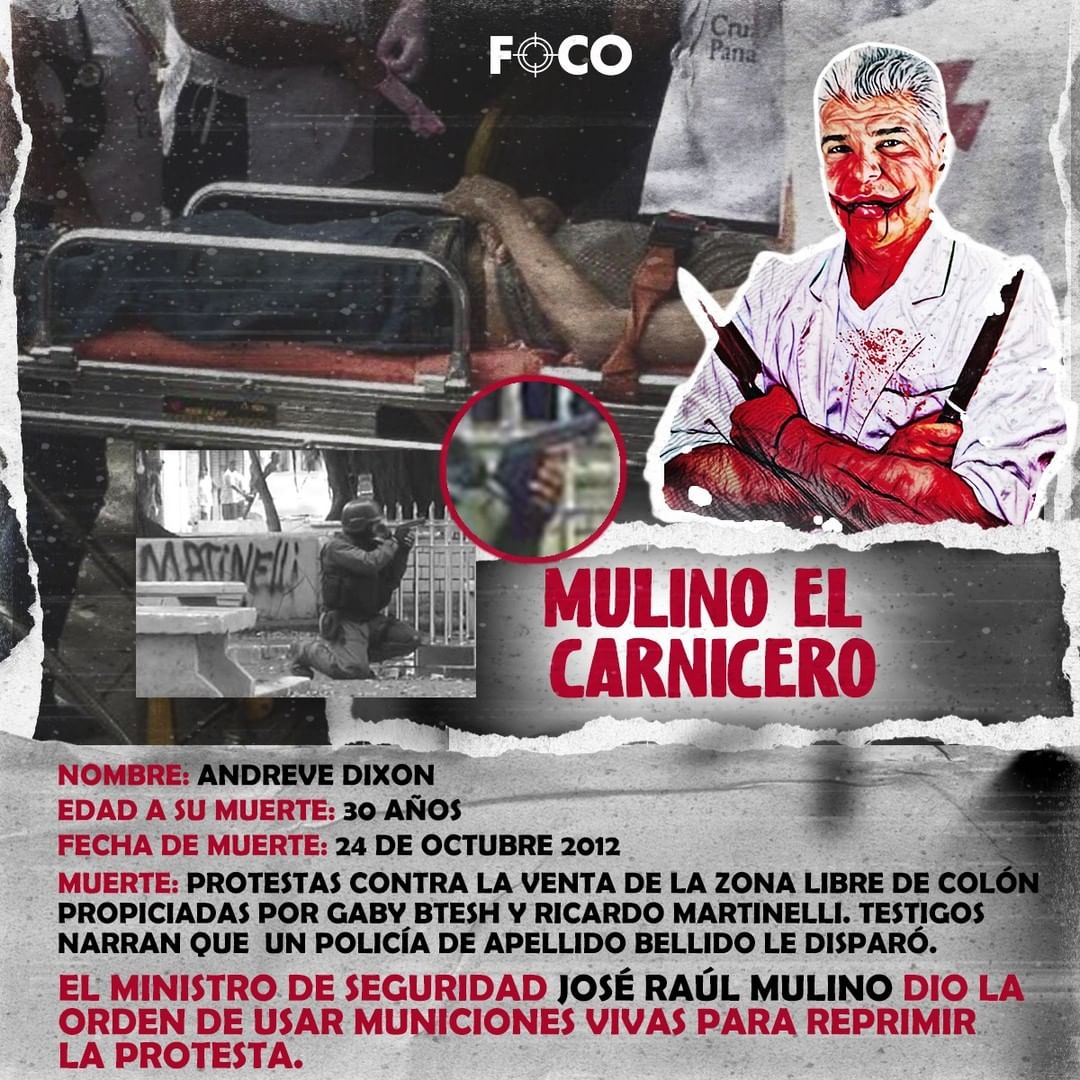 FOCO
Cru
Pana
MARTINELLI
MULINO EL
CARNICERO
NOMBRE: ANDREVE DIXON
EDAD A SU MUERTE: 30 AÑOS
FECHA DE MUERTE: 24 DE OCTUBRE 2012
MUERTE: PROTESTAS CONTRA LA VENTA DE LA ZONA LIBRE DE COLÓN
PROPICIADAS POR GABY BTESH Y RICARDO MARTINELLI. TESTIGOS
NARRAN QUE UN POLICÍA DE APELLIDO BELLIDO LE DISPARÓ.
EL MINISTRO DE SEGURIDAD JOSÉ RAÚL MULINO DIO LA
ORDEN DE USAR MUNICIONES VIVAS PARA REPRIMIR
LA PROTESTA.